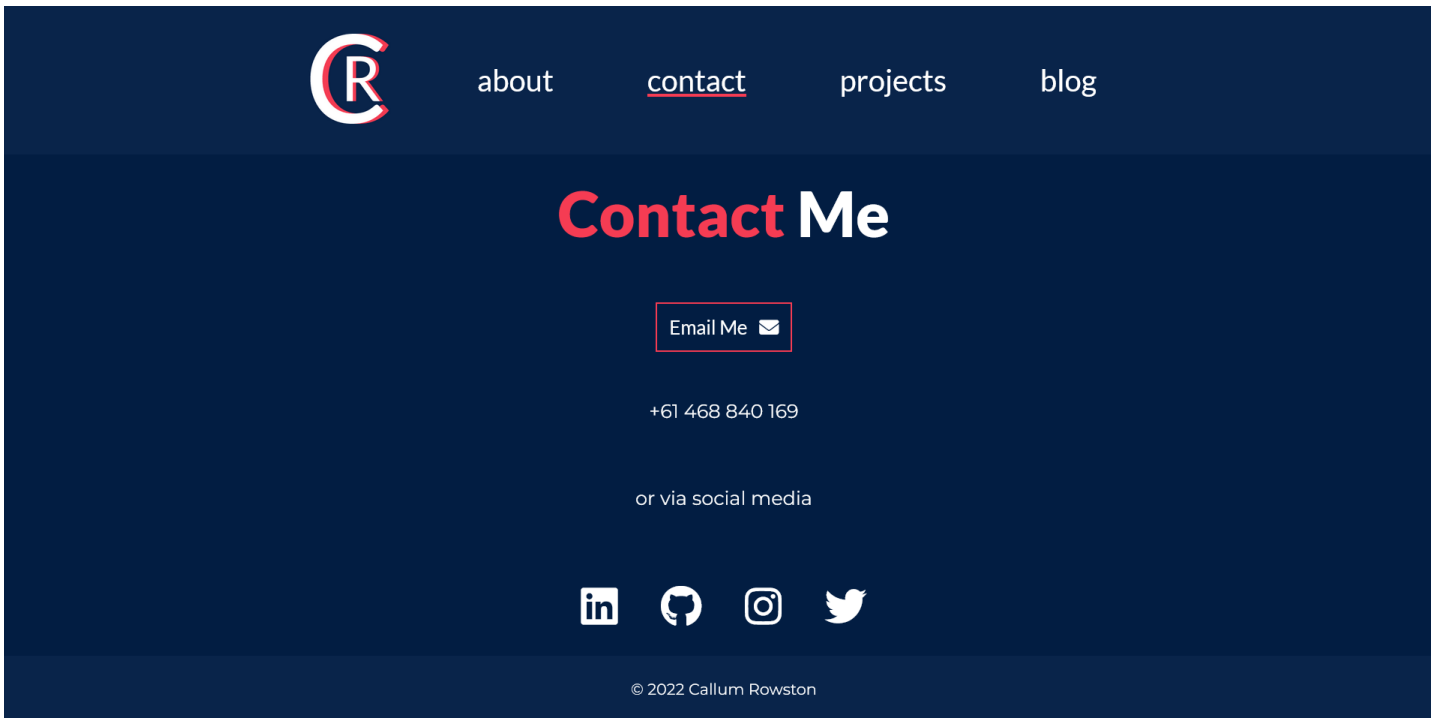 CR
about contact projects blog
Contact Me
Email Me
+61 468 840 169
or via social media
in
© 2022 Callum Rowston